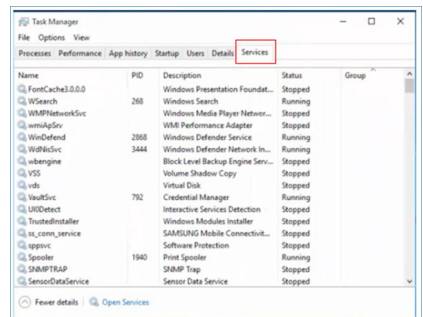 Task Manager
File Options View
Processes Performance App history Startup Users Details Services
Name PID Description Status Group
FontCache3.0.0.0 Windows Presentation Foundat... Stopped
WSearch 268 Windows Search Running
WMPNetworkSvc Windows Media Player Networ... Stopped
wmiApSrv WMI Performance Adapter Stopped
WinDefend 2868 Windows Defender Service Running
WdNisSvc 3444 Windows Defender Network In... Running
wbengine Block Level Backup Engine Serv... Stopped
VSS Volume Shadow Copy Stopped
vds Virtual Disk Stopped
VaultSvc 792 Credential Manager Running
UI0Detect Interactive Services Detection Stopped
TrustedInstaller Windows Modules Installer Stopped
ss_conn_service SAMSUNG Mobile Connectivit... Stopped
sppsvc Software Protection Stopped
Spooler 1940 Print Spooler Running
SNMPTRAP SNMP Trap Stopped
SensorDataService Sensor Data Service Stopped
Fewer details Open Services